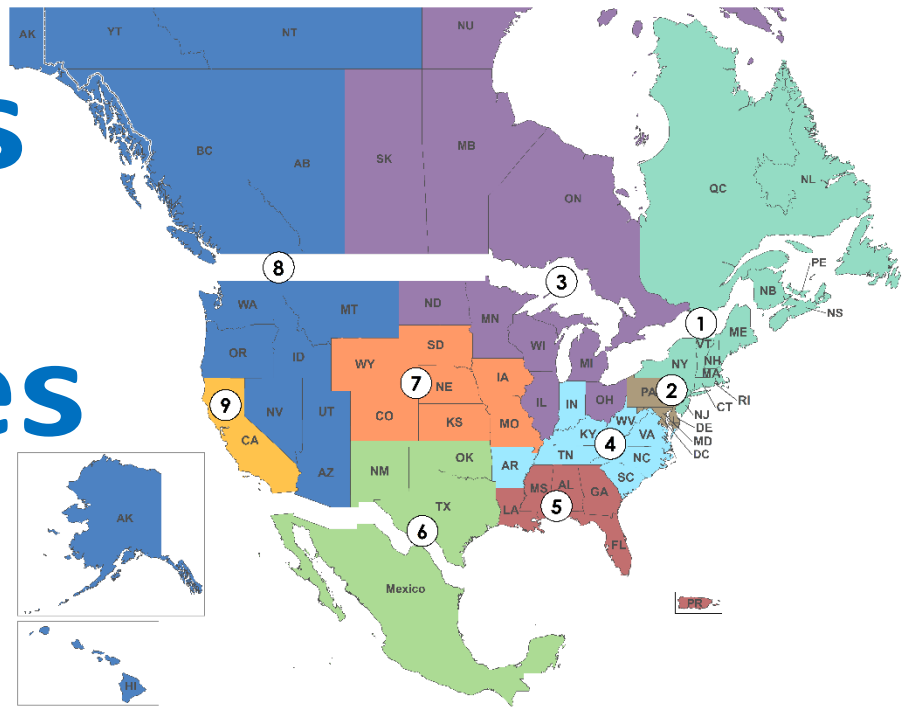 AK YT NT NU
s
BC AB SK MB ON QC NL
8 3 PE
NB NS
WA MT ND MN 1 ME
VT
OR ID SD WI MI NY NH
MA
WY 7 NE IA PA 2 RI
es
CT
9 NV UT CO KS MO IL IN OH NJ
WV DE
CA KY 4 VA MD
DC
AZ NM OK AR TN NC
SC
TX MS AL GA
LA 5
6 FL
AK Mexico
PR
HI